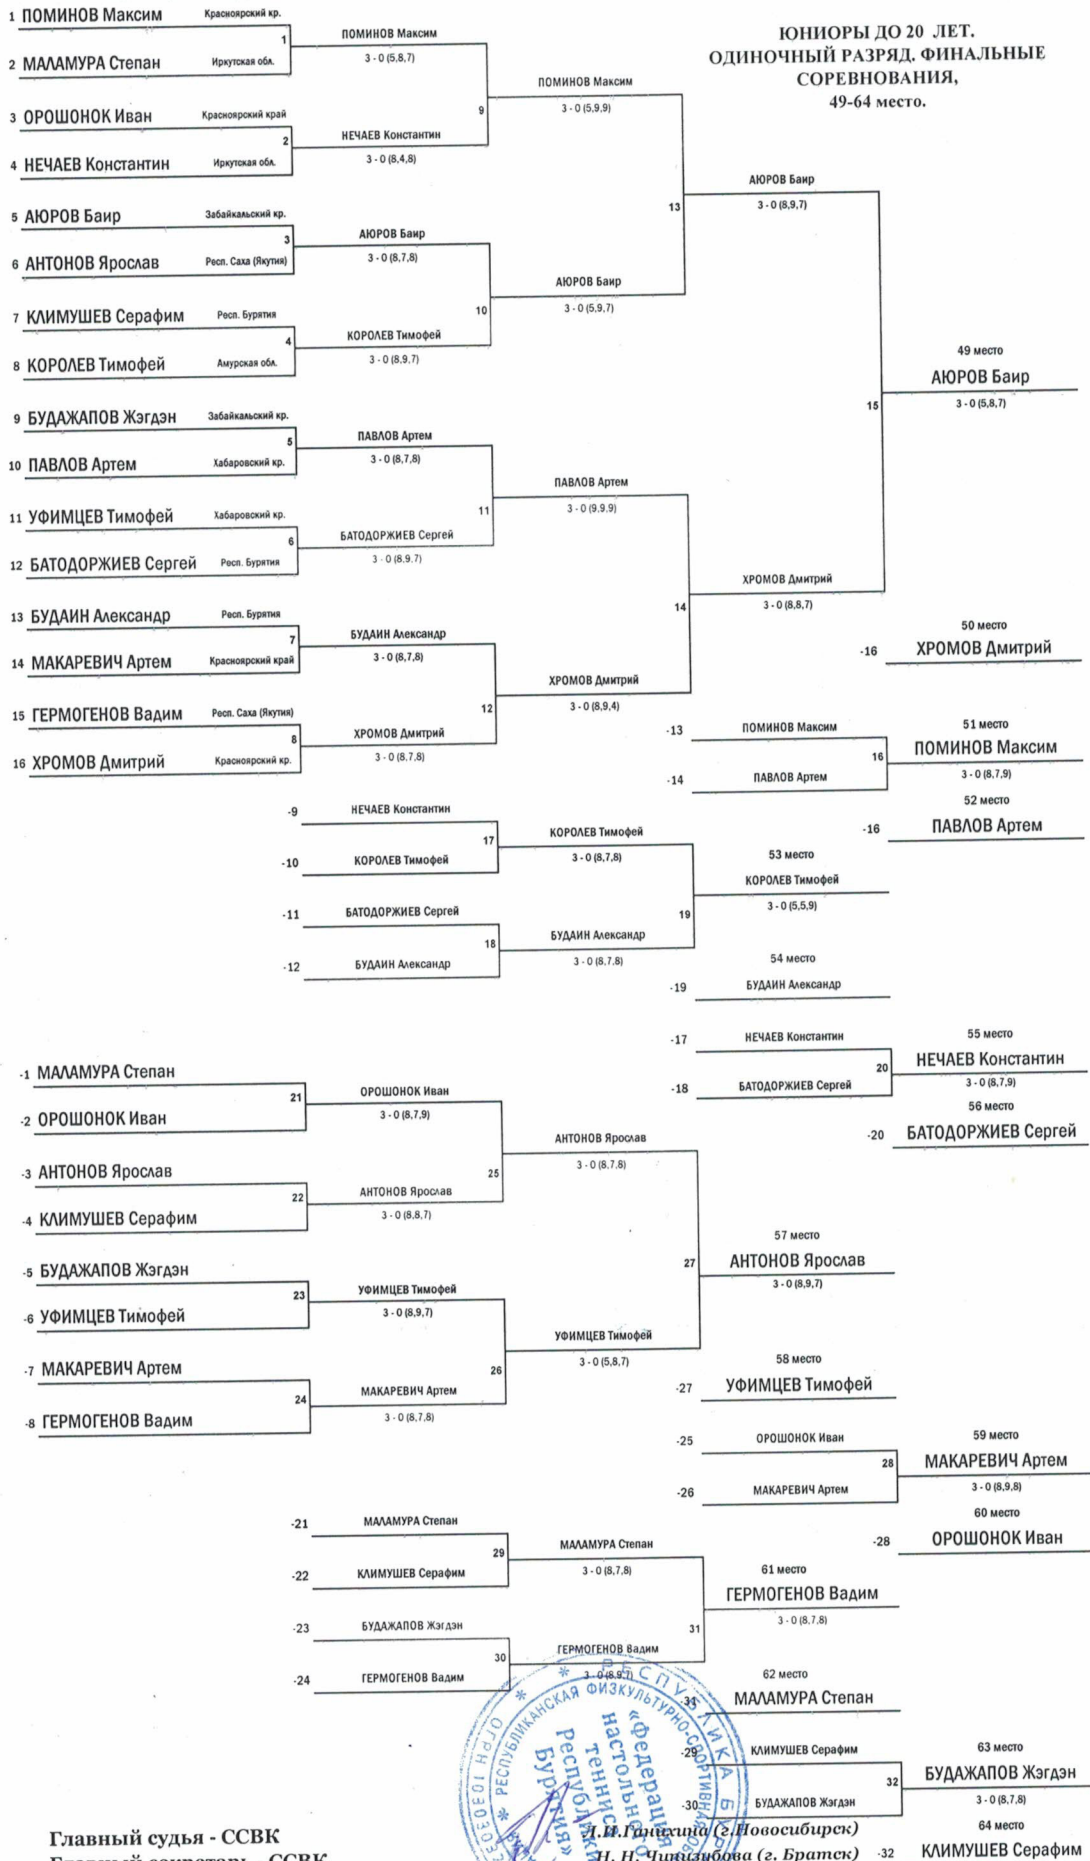 ЮНИОРЫ ДО 20 ЛЕТ.
ОДИНОЧНЫЙ РАЗРЯД. ФИНАЛЬНЫЕ
СОРЕВНОВАНИЯ,
49-64 место.
1 ПОМИНОВ Максим Красноярский кр.
1
2 МАЛАМУРА Степан Иркутская обл.
ПОМИНОВ Максим
3 - 0 (5,8,7)
3 ОРОШОНОК Иван Красноярский край
2
4 НЕЧАЕВ Константин Иркутская обл.
НЕЧАЕВ Константин
3 - 0 (8,4,8)
9
ПОМИНОВ Максим
3 - 0 (5,9,9)
5 АЮРОВ Баир Забайкальский кр.
3
6 АНТОНОВ Ярослав Респ. Саха (Якутия)
АЮРОВ Баир
3 - 0 (8,7,8)
7 КЛИМУШЕВ Серафим Респ. Бурятия
4
8 КОРОЛЕВ Тимофей Амурская обл.
КОРОЛЕВ Тимофей
3 - 0 (8,9,7)
10
АЮРОВ Баир
3 - 0 (5,9,7)
13
АЮРОВ Баир
3 - 0 (8,9,7)
9 БУДАЖАПОВ Жэгдэн Забайкальский кр.
5
10 ПАВЛОВ Артем Хабаровский кр.
ПАВЛОВ Артем
3 - 0 (8,7,8)
11 УФИМЦЕВ Тимофей Хабаровский кр.
6
12 БАТОДОРЖИЕВ Сергей Респ. Бурятия
БАТОДОРЖИЕВ Сергей
3 - 0 (8,9,7)
11
ПАВЛОВ Артем
3 - 0 (9,9,9)
13 БУДАИН Александр Респ. Бурятия
7
14 МАКАРЕВИЧ Артем Красноярский край
БУДАИН Александр
3 - 0 (8,7,8)
15 ГЕРМОГЕНОВ Вадим Респ. Саха (Якутия)
8
16 ХРОМОВ Дмитрий Красноярский кр.
ХРОМОВ Дмитрий
3 - 0 (8,7,8)
12
ХРОМОВ Дмитрий
3 - 0 (8,9,4)
14
ХРОМОВ Дмитрий
3 - 0 (8,8,7)
15
49 место
АЮРОВ Баир
3 - 0 (5,8,7)
50 место
-16 ХРОМОВ Дмитрий
-13 ПОМИНОВ Максим
16
-14 ПАВЛОВ Артем
51 место
ПОМИНОВ Максим
3 - 0 (8,7,9)
52 место
-16 ПАВЛОВ Артем
-9 НЕЧАЕВ Константин
17
-10 КОРОЛЕВ Тимофей
КОРОЛЕВ Тимофей
3 - 0 (8,7,8)
-11 БАТОДОРЖИЕВ Сергей
18
-12 БУДАИН Александр
БУДАИН Александр
3 - 0 (8,7,8)
19
53 место
КОРОЛЕВ Тимофей
3 - 0 (5,5,9)
54 место
-19 БУДАИН Александр
-17 НЕЧАЕВ Константин
20
-18 БАТОДОРЖИЕВ Сергей
55 место
НЕЧАЕВ Константин
3 - 0 (8,7,9)
56 место
-20 БАТОДОРЖИЕВ Сергей
-1 МАЛАМУРА Степан
21
-2 ОРОШОНОК Иван
ОРОШОНОК Иван
3 - 0 (8,7,9)
-3 АНТОНОВ Ярослав
22
-4 КЛИМУШЕВ Серафим
АНТОНОВ Ярослав
3 - 0 (8,8,7)
25
АНТОНОВ Ярослав
3 - 0 (8,7,8)
-5 БУДАЖАПОВ Жэгдэн
23
-6 УФИМЦЕВ Тимофей
УФИМЦЕВ Тимофей
3 - 0 (8,9,7)
-7 МАКАРЕВИЧ Артем
24
-8 ГЕРМОГЕНОВ Вадим
МАКАРЕВИЧ Артем
3 - 0 (8,7,8)
26
УФИМЦЕВ Тимофей
3 - 0 (5,8,7)
27
57 место
АНТОНОВ Ярослав
3 - 0 (8,9,7)
58 место
-27 УФИМЦЕВ Тимофей
-25 ОРОШОНОК Иван
28
-26 МАКАРЕВИЧ Артем
59 место
МАКАРЕВИЧ Артем
3 - 0 (8,9,8)
60 место
-28 ОРОШОНОК Иван
-21 МАЛАМУРА Степан
29
-22 КЛИМУШЕВ Серафим
МАЛАМУРА Степан
3 - 0 (8,7,8)
-23 БУДАЖАПОВ Жэгдэн
30
-24 ГЕРМОГЕНОВ Вадим
ГЕРМОГЕНОВ Вадим
3 - 0 (8,9,7)
31
61 место
ГЕРМОГЕНОВ Вадим
3 - 0 (8,7,8)
62 место
-31 МАЛАМУРА Степан
-29 КЛИМУШЕВ Серафим
32
-30 БУДАЖАПОВ Жэгдэн
63 место
БУДАЖАПОВ Жэгдэн
3 - 0 (8,7,8)
64 место
-32 КЛИМУШЕВ Серафим
РЕСПУБЛИКАНСКАЯ ФИЗКУЛЬТУРНО-СПОРТИВНАЯ
РЕСПУБЛИКА
«Федерация
настольного
тенниса
Республики
Бурятия»
Главный судья - ССВК
Л.И.Ганихина (г.Новосибирск)
Главный секретарь - ССВК
Н. Н. (г. Братск)